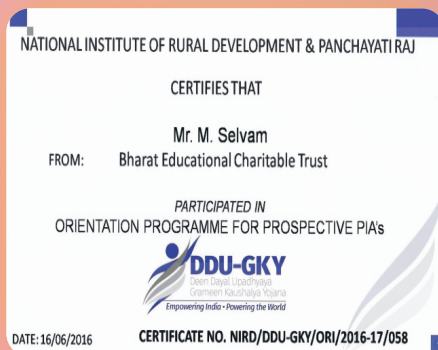 NATIONAL INSTITUTE OF RURAL DEVELOPMENT & PANCHAYATI RAJ
CERTIFIES THAT
Mr. M. Selvam
FROM: Bharat Educational Charitable Trust
PARTICIPATED IN
ORIENTATION PROGRAMME FOR PROSPECTIVE PIA's
DDU-GKY
Deen Dayal Upadhyaya
Grameen Kaushalya Yojana
Empowering India • Powering the World
DATE: 16/06/2016 CERTIFICATE NO. NIRD/DDU-GKY/ORI/2016-17/058